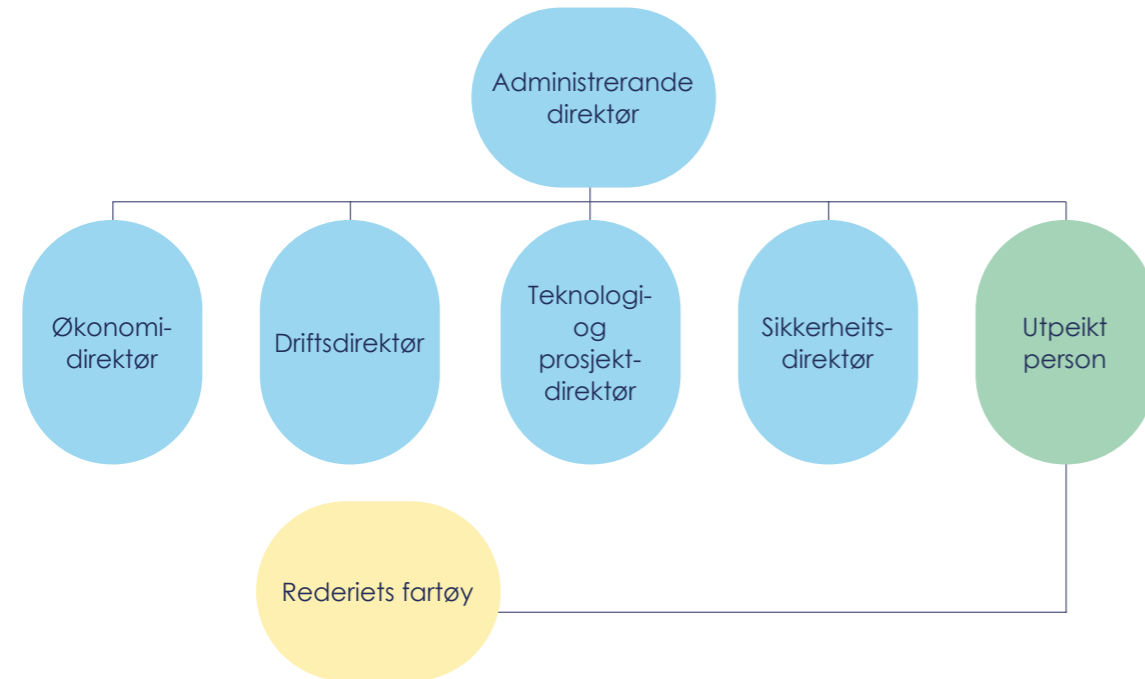 Administrerande
direktør
Økonomi-
direktør
Driftsdirektør
Teknologi-
og
prosjekt-
direktør
Sikkerheits-
direktør
Utpeikt
person
Rederiets fartøy